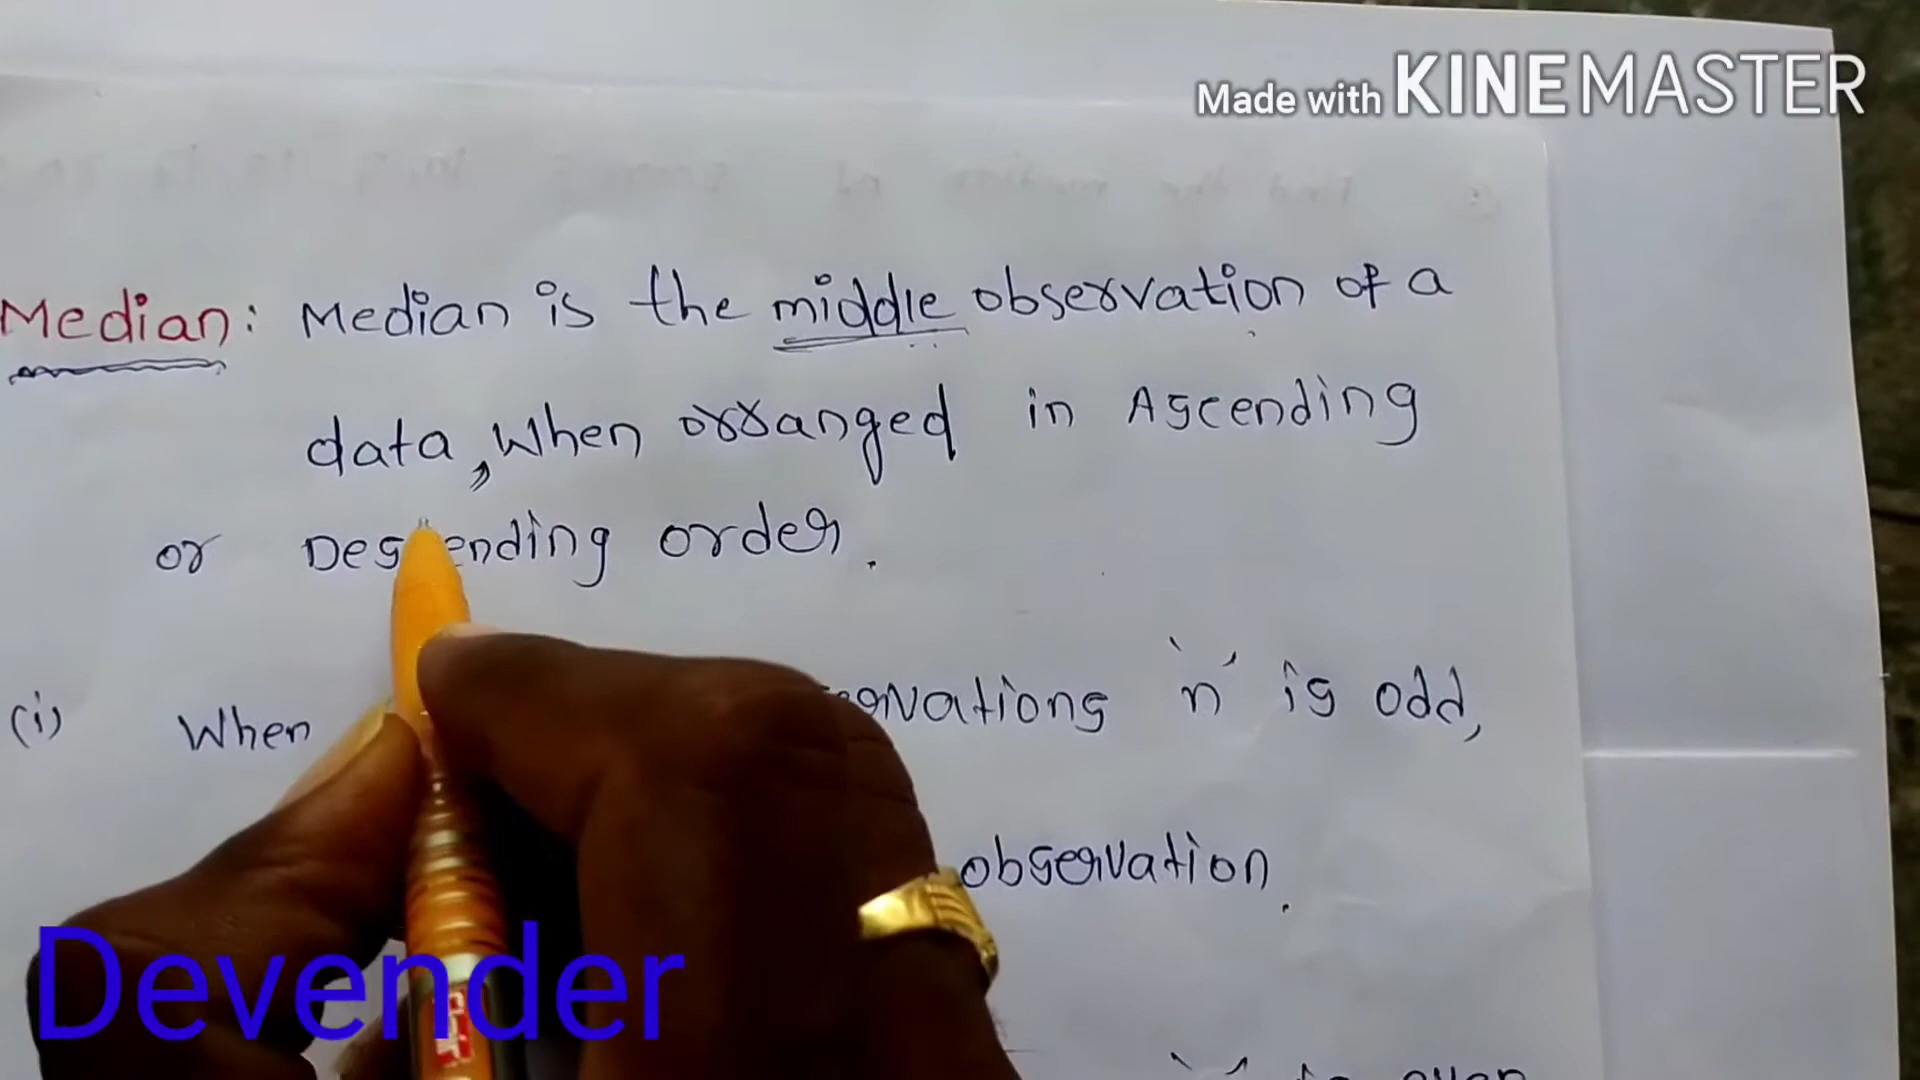 Made with KINEMASTER
Median: Median is the middle observation of a
data, When arranged in Ascending
or Descending order.
(i) When observations 'n' is odd,
observation.
Devender